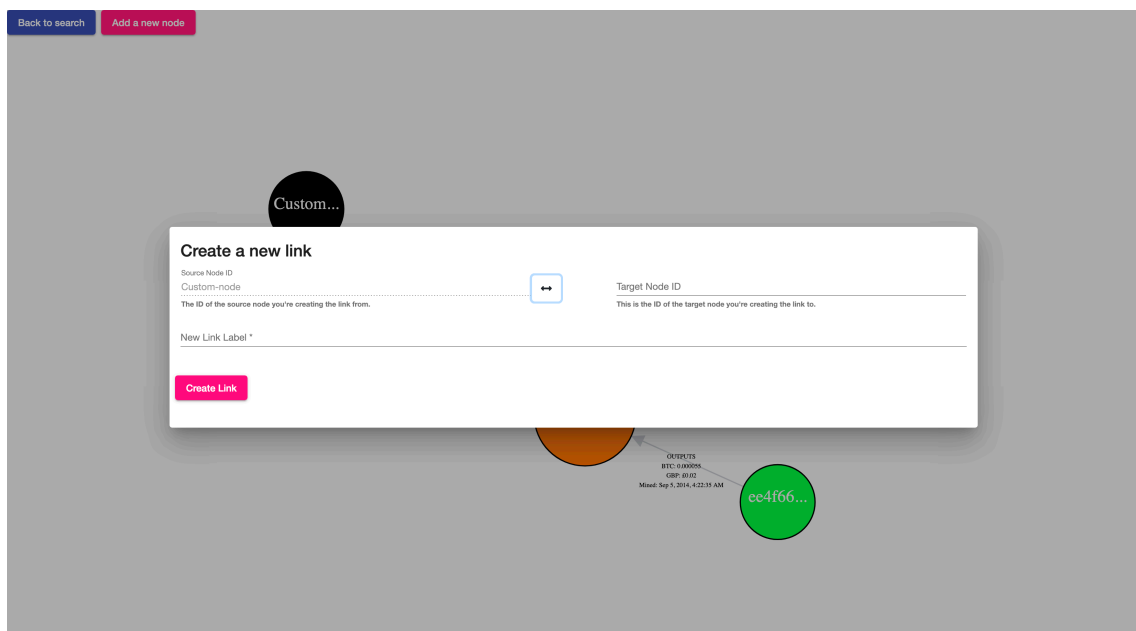 Back to search
Add a new node
Custom...
Create a new link
Source Node ID
Custom-node
The ID of the source node you're creating the link from.
Target Node ID
This is the ID of the target node you're creating the link to.
New Link Label *
Create Link
OUTPUTS
BTC: 0.000055
GBP: £0.02
Mined: Sep 5, 2014, 4:22:35 AM
ee4f66...